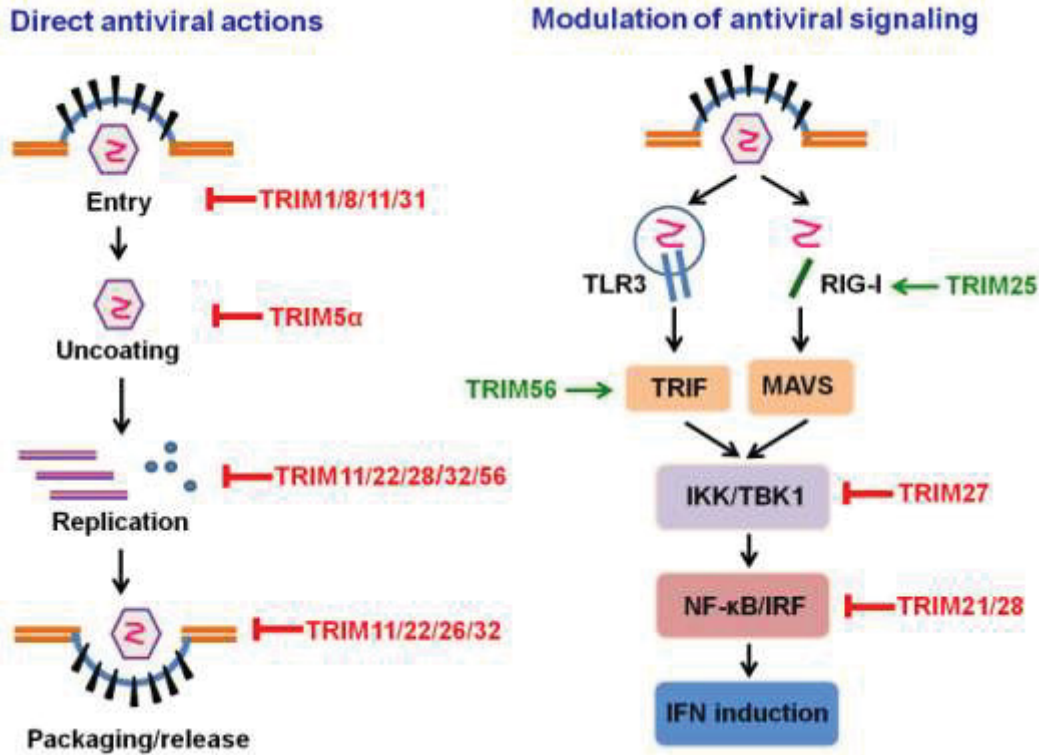 Direct antiviral actions
Entry
TRIM1/8/11/31
Uncoating
TRIM5α
Replication
TRIM11/22/28/32/56
TRIM11/22/26/32
Packaging/release
Modulation of antiviral signaling
TLR3
RIG-I
TRIM25
TRIM56
TRIF
MAVS
IKK/TBK1
TRIM27
NF-κB/IRF
TRIM21/28
IFN induction